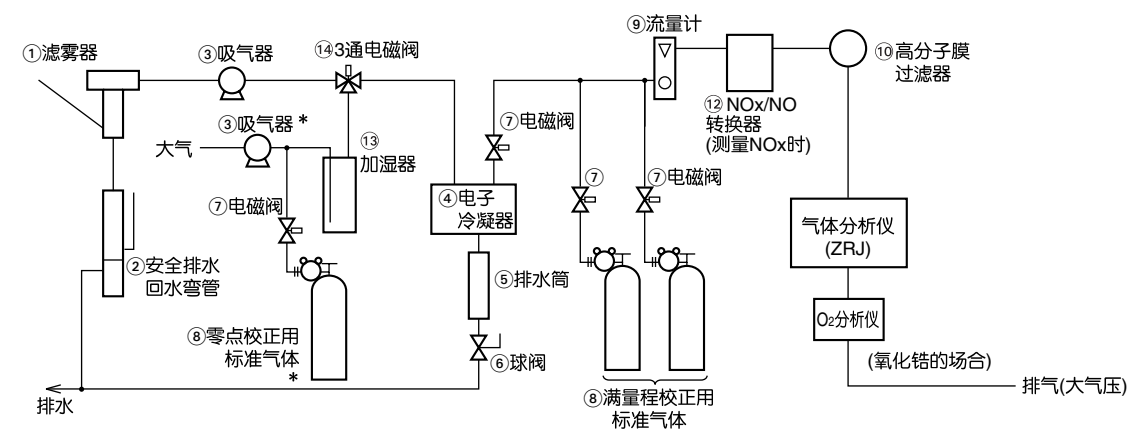 ⑨流量计
①滤雾器
③吸气器
⑭3通电磁阀
⑩高分子膜
过滤器
⑫NOx/NO
转换器
(测量NOx时)
③吸气器*
大气
⑬
加湿器
⑦电磁阀
⑦
⑦电磁阀
⑦电磁阀
④电子
冷凝器
气体分析仪
(ZRJ)
②安全排水
回水弯管
⑤排水筒
O2分析仪
⑧零点校正用
标准气体
*
⑥球阀
(氧化锆的场合)
排气(大气压)
排水
⑧满量程校正用
标准气体